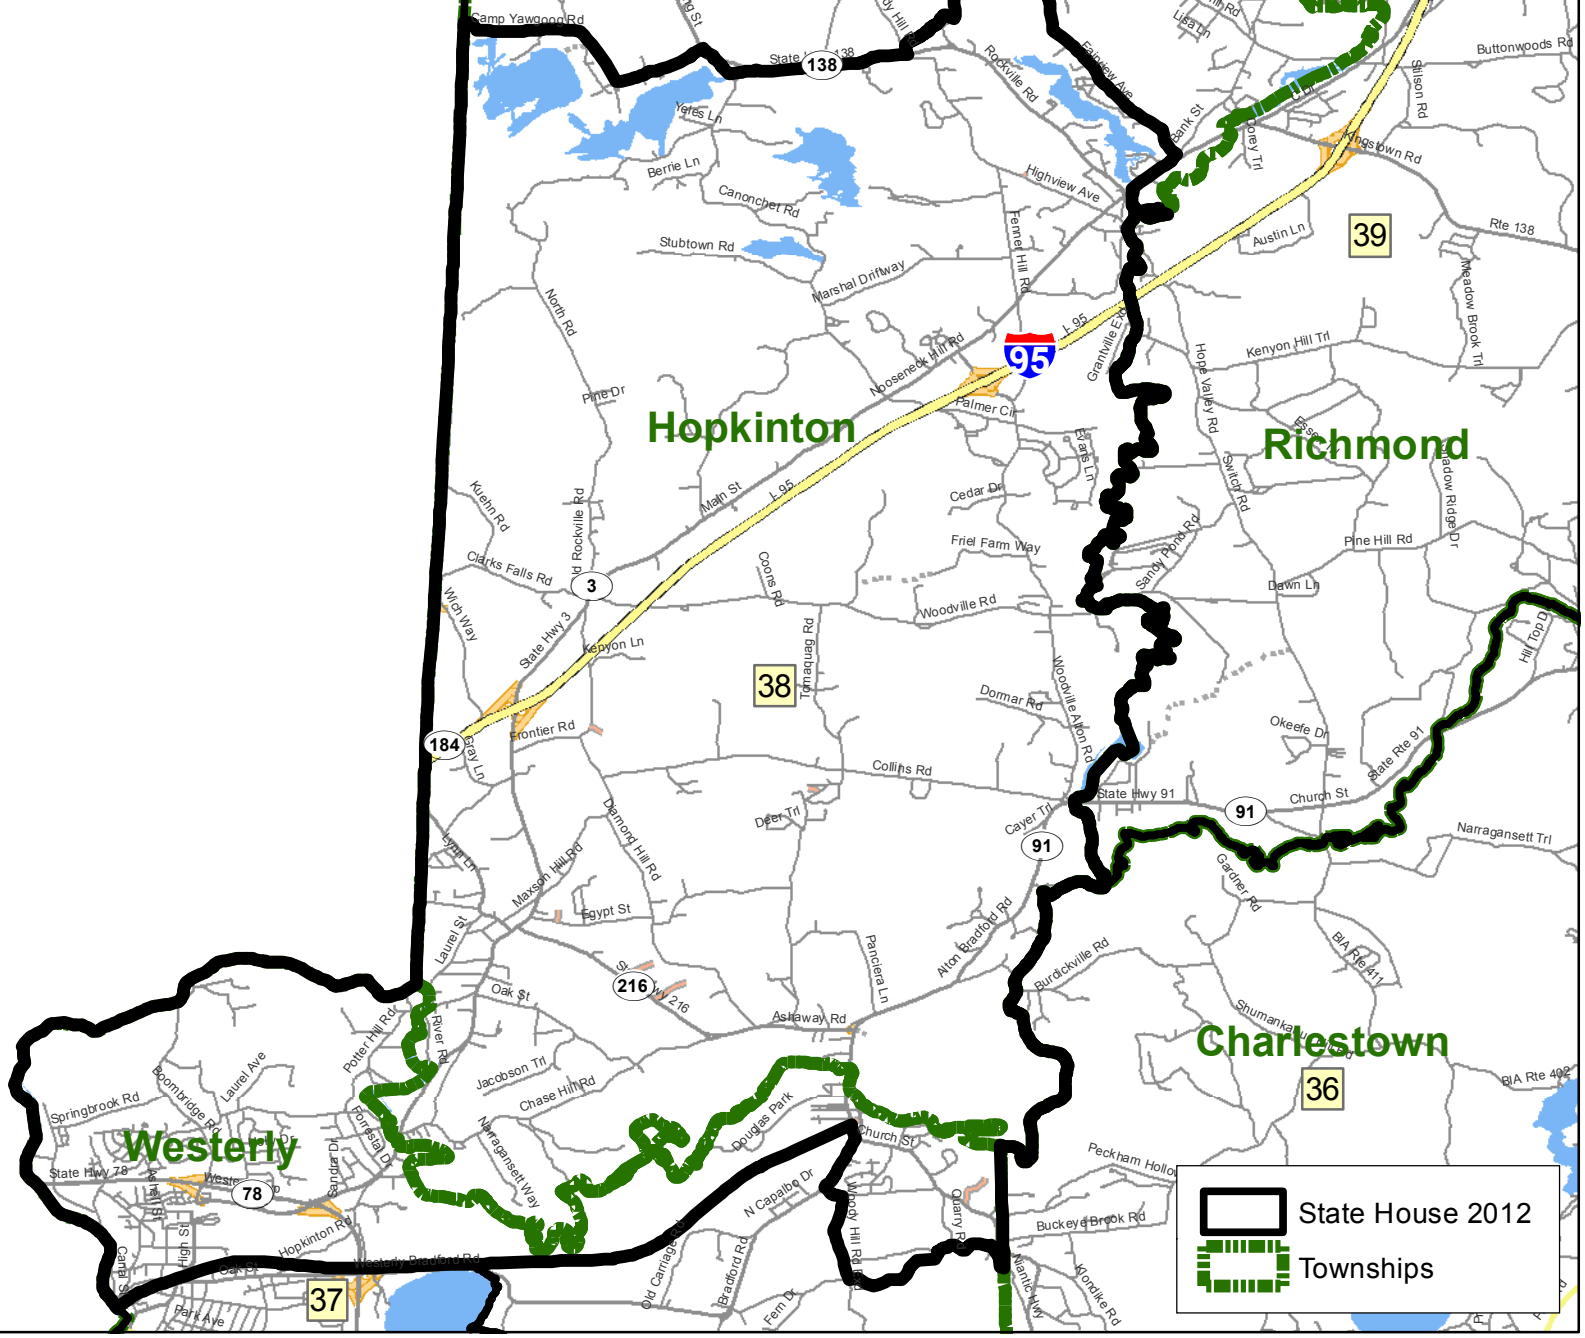 Camp Yawgoog Rd
138
Rockville Rd
Fairview Ave
Lisa Ln
Buttonwoods Rd
Stilson Rd
Bank St
Kingstown Rd
Yetes Ln
Berrie Ln
Canonchet Rd
Highview Ave
Stubtown Rd
Fenner Hill Rd
39
Austin Ln
Rte 138
Marshal Driftway
Meadow Brook Trl
North Rd
I- 95
95
Grantville Ex
Nooseneck Hill Rd
Kenyon Hill Trl
Hope Valley Rd
Pine Dr
Palmer Cir
Hopkinton
Richmond
Evans Ln
Switch Rd
Shadow Ridge Dr
Kuehn Rd
Main St
I- 95
Cedar Dr
Old Rockville Rd
Friel Farm Way
Sandy Pond Rd
Pine Hill Rd
Clarks Falls Rd
3
Coons Rd
Dawn Ln
Wich Way
Woodville Rd
State Hwy 3
Kenyon Ln
Tomaquag Rd
Hill Top D
38
Dormar Rd
Woodville Alton Rd
184
Gray Ln
Frontier Rd
Okeefe Dr
State Rte 91
Collins Rd
State Hwy 91
Church St
91
Deer Trl
Cayer Trl
91
Diamond Hill Rd
Narragansett Trl
Lynn Ln
Maxson Hill Rd
Gardner Rd
Egypt St
Laurel St
Alton Bradford Rd
Panciera Ln
Burdickville Rd
BIA Rte 411
216
Oak St
Ashaway Rd
River Rd
Potter Hill Rd
Charlestown
36
BIA Rte 402
Jacobson Trl
Chase Hill Rd
Boombridge Rd
Laurel Ave
Springbrook Rd
Forrestal Dr
Douglas Park
Church St
Westerly
Narragansett Way
State Hwy 78
78
Sandra Dr
Peckham Hollow
N Capalbo Dr
Woody Hill Rd
Quarry Rd
Buckeye Brook Rd
State House 2012
Townships
High St
Hopkinton Rd
Canal St
Oak St
Westerly Bradford Rd
Old Carriage Rd
Bradford Rd
Niantic Hwy
Klondike Rd
37
Park Ave
Fern Dr